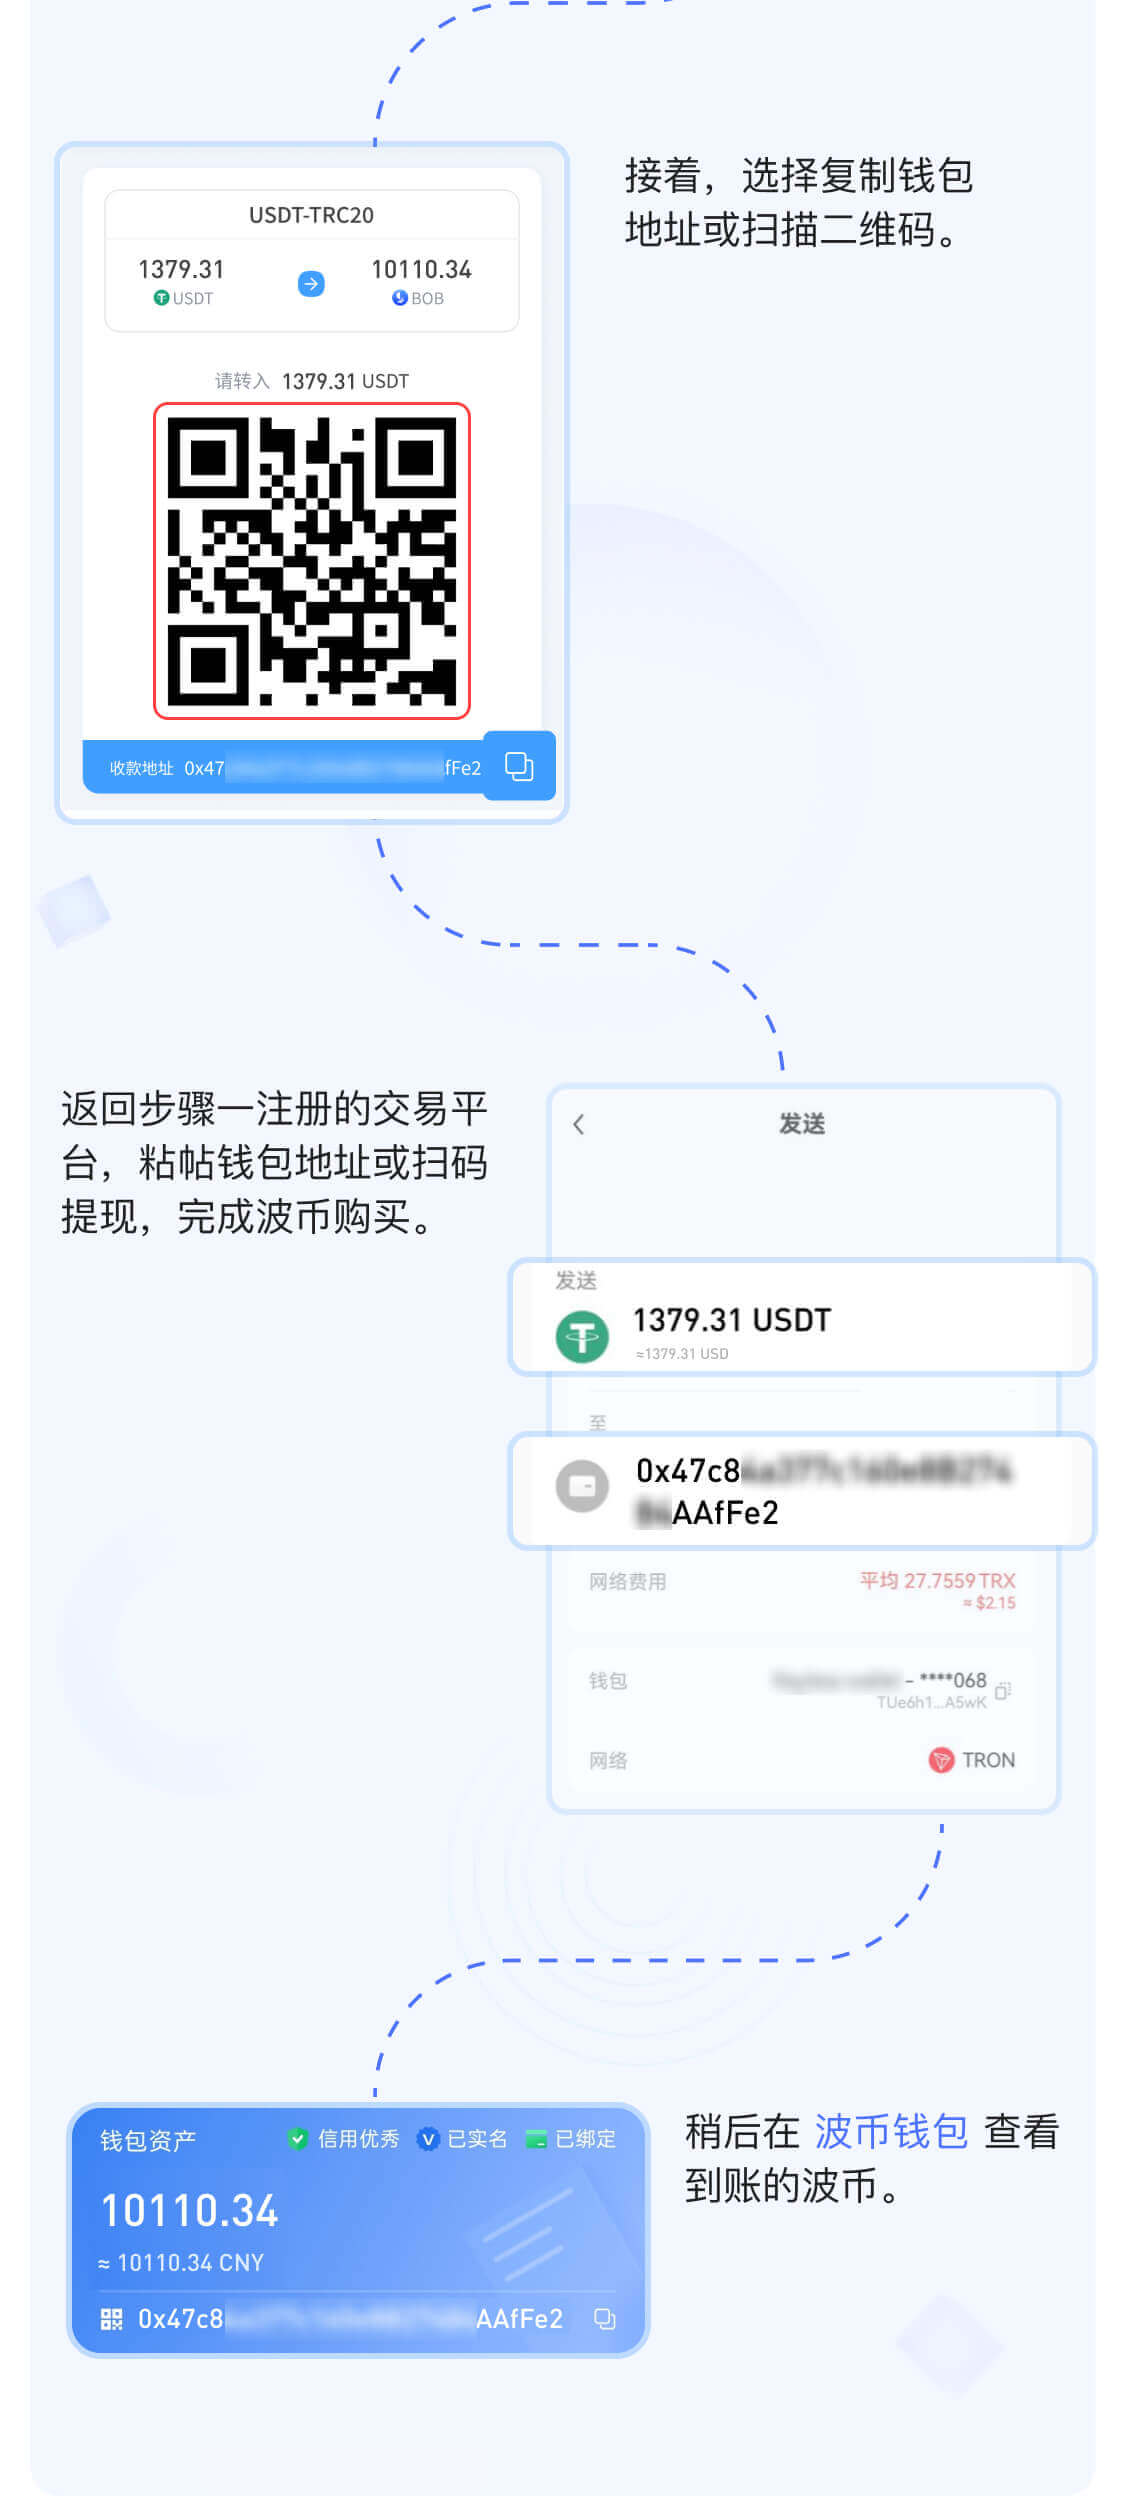 USDT-TRC20
1379.31
10110.34
USDT
BOB
请转入 1379.31 USDT
收款地址 0x47
fFe2
接着，选择复制钱包
地址或扫描二维码。
返回步骤一注册的交易平
台，粘帖钱包地址或扫码
提现，完成波币购买。
发送
发送
1379.31 USDT
≈1379.31 USD
至
0x47c8
AAfFe2
网络费用
平均 27.7559 TRX
≈ $2.15
钱包
- ****068
TUe6h1...A5wK
网络
TRON
钱包资产
信用优秀
已实名
已绑定
10110.34
≈ 10110.34 CNY
0x47c8
AAfFe2
稍后在 波币钱包 查看
到账的波币。